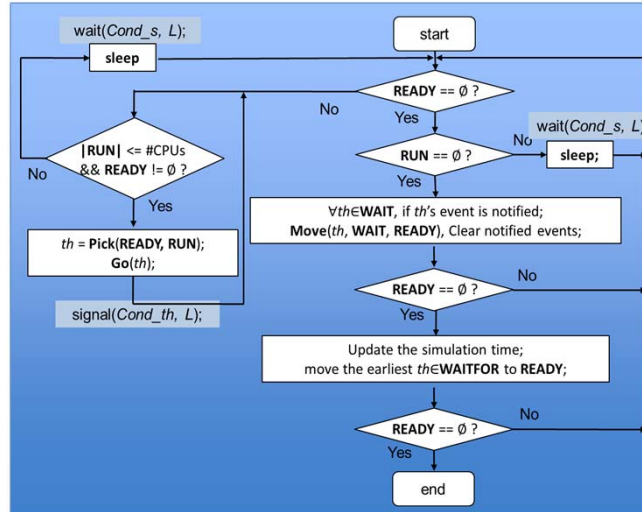 wait(Cond_s, L);
start
sleep
READY == Ø ?
No
Yes
|RUN| <= #CPUs
&& READY != Ø ?
No
Yes
RUN == Ø ?
No
wait(Cond_s, L)
sleep;
Yes
∀th∈WAIT, if th's event is notified;
Move(th, WAIT, READY), Clear notified events;
th = Pick(READY, RUN);
Go(th);
signal(Cond_th, L);
READY == Ø ?
No
Yes
Update the simulation time;
move the earliest th∈WAITFOR to READY;
READY == Ø ?
No
Yes
end